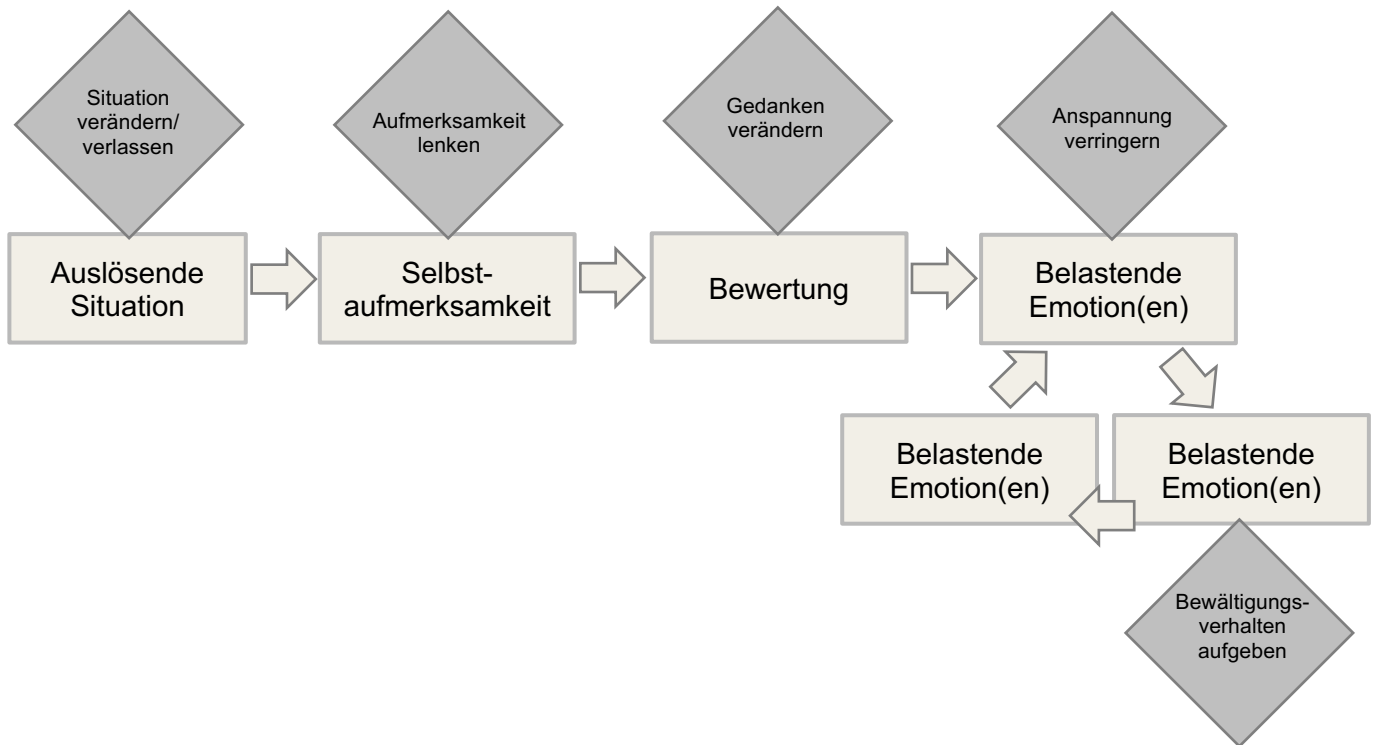 Situation
verändern/
verlassen
Aufmerksamkeit
lenken
Gedanken
verändern
Anspannung
verringern
Auslösende
Situation
Selbst-
aufmerksamkeit
Bewertung
Belastende
Emotion(en)
Belastende
Emotion(en)
Belastende
Emotion(en)
Bewältigungs-
verhalten
aufgeben